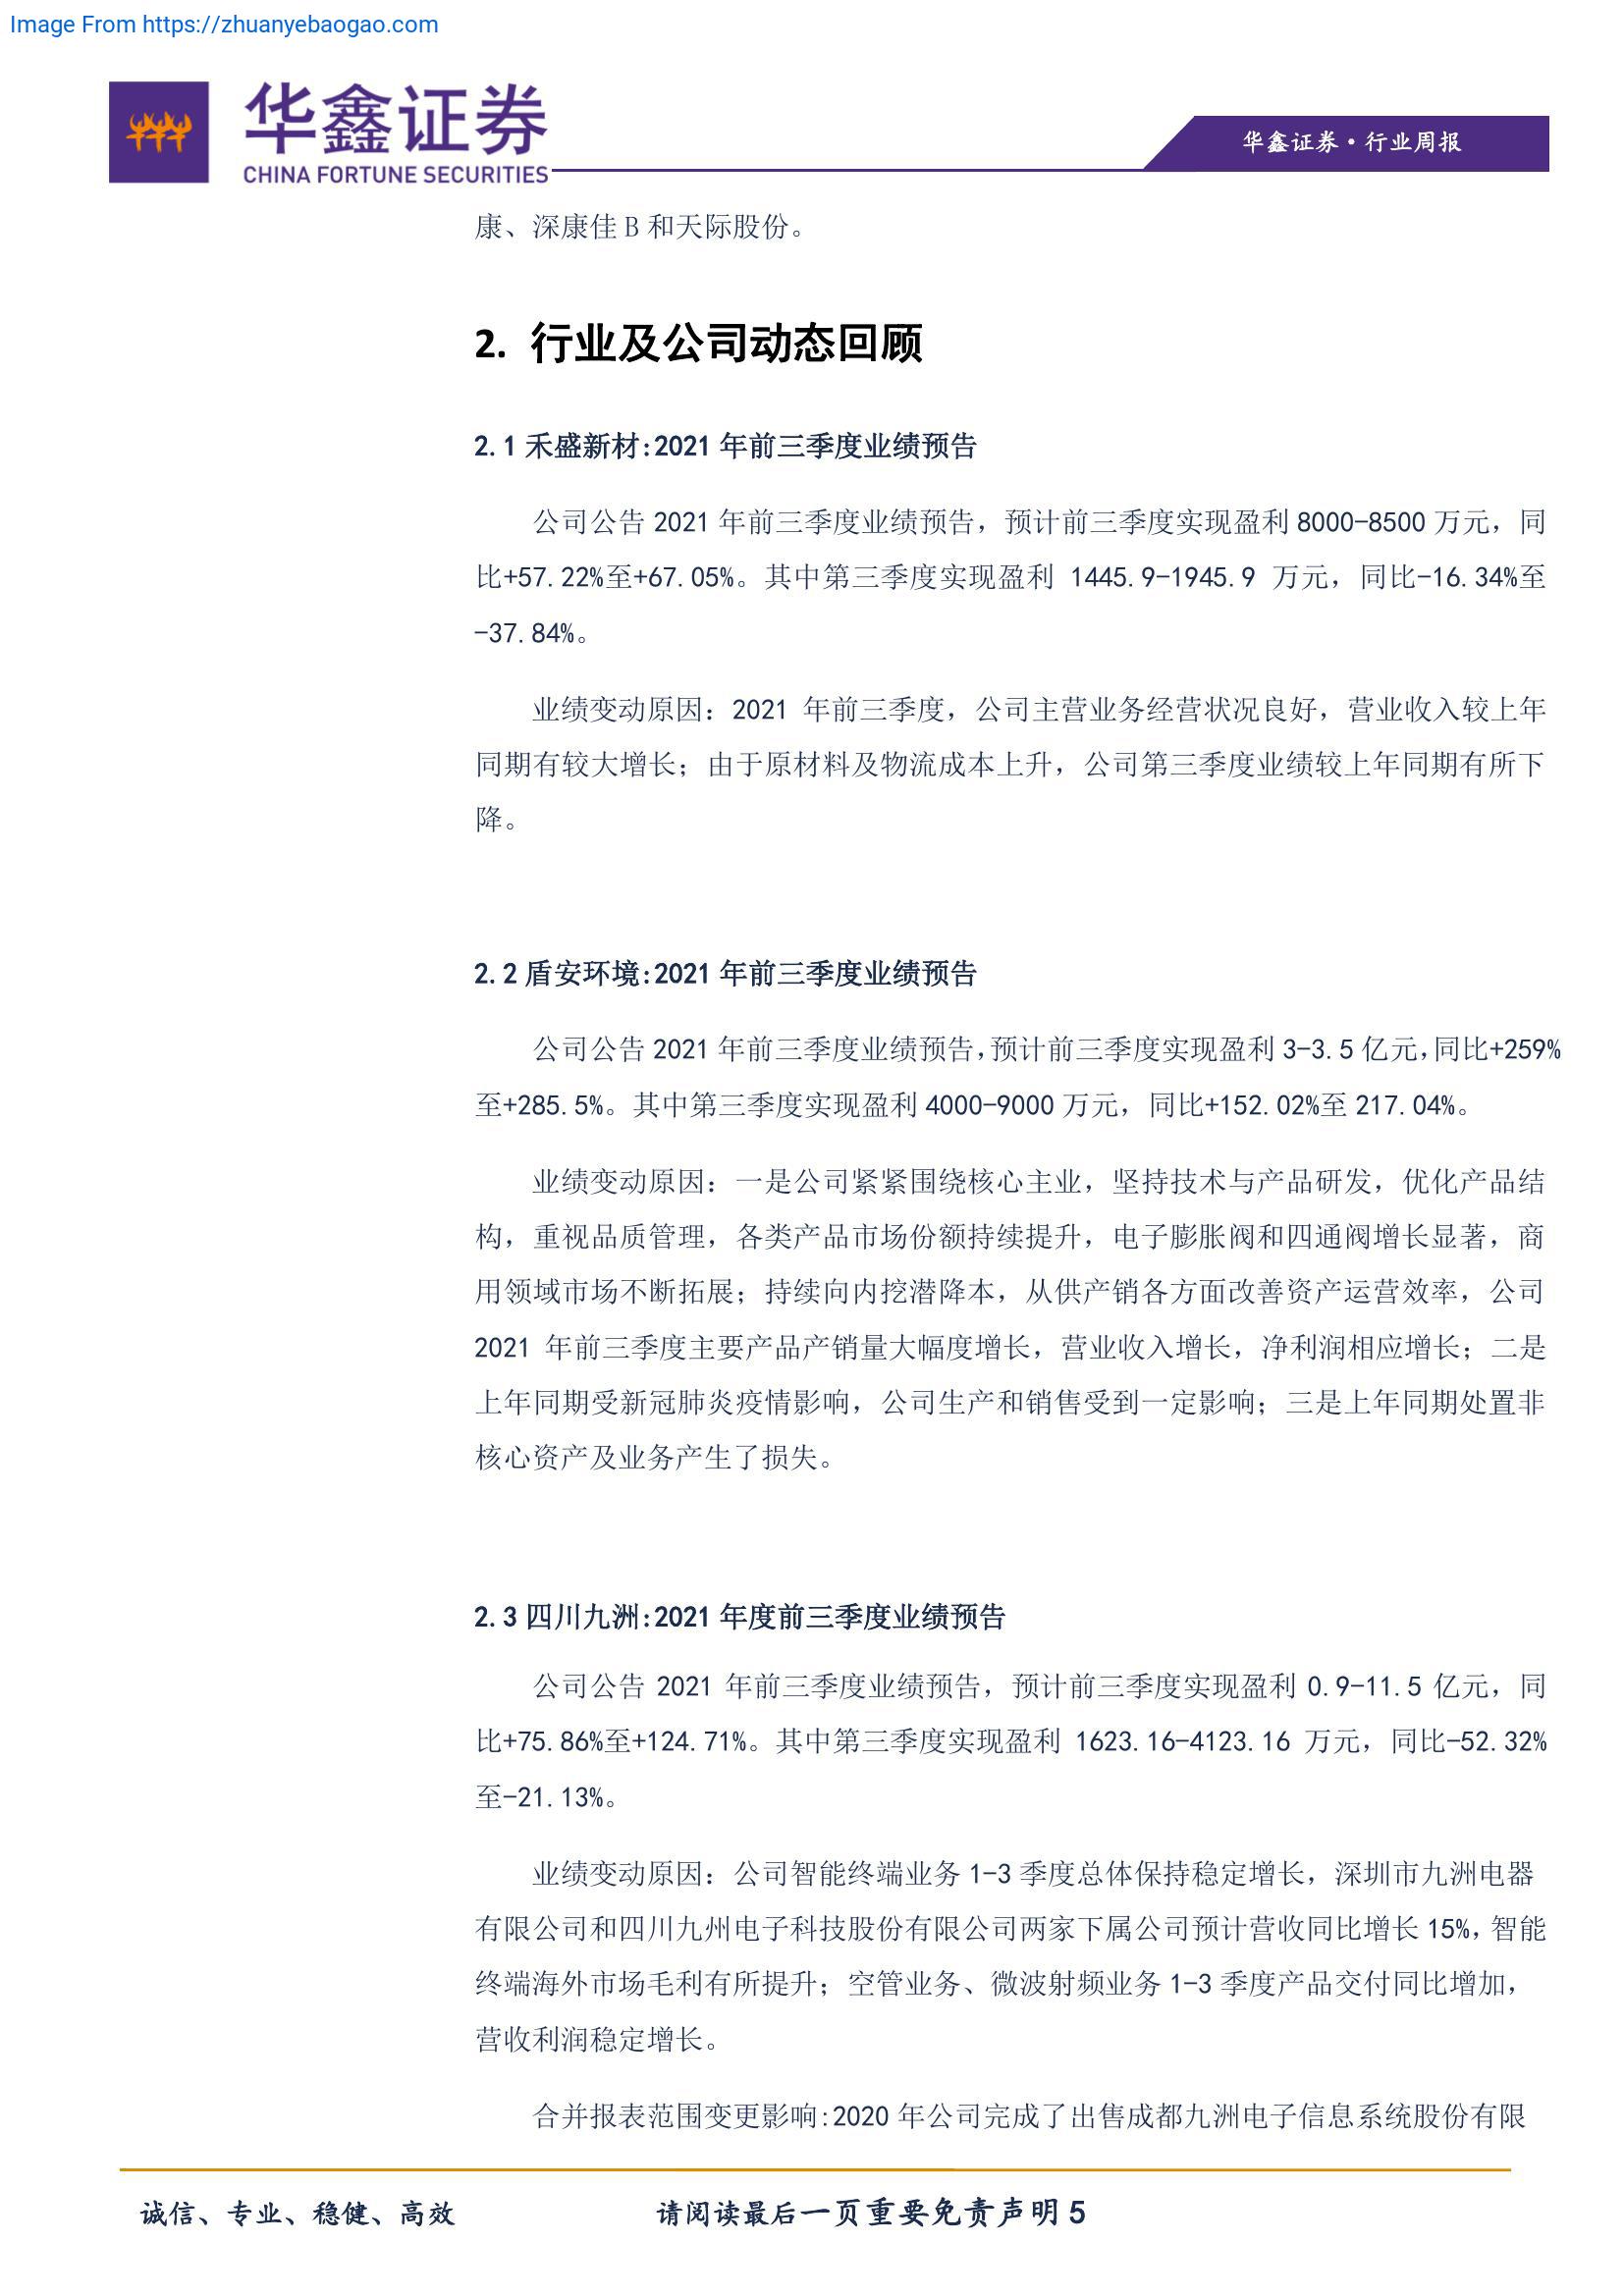 Image From https://zhuanyebaogao.com
华鑫证券
CHINA FORTUNE SECURITIES
华鑫证券·行业周报
康、深康佳 B 和天际股份。
2. 行业及公司动态回顾
2.1 禾盛新材:2021 年前三季度业绩预告
公司公告 2021 年前三季度业绩预告，预计前三季度实现盈利 8000-8500 万元，同
比+57.22%至+67.05%。其中第三季度实现盈利 1445.9-1945.9 万元，同比-16.34%至
-37.84%。
业绩变动原因：2021 年前三季度，公司主营业务经营状况良好，营业收入较上年
同期有较大增长；由于原材料及物流成本上升，公司第三季度业绩较上年同期有所下
降。
2.2 盾安环境:2021 年前三季度业绩预告
公司公告 2021 年前三季度业绩预告，预计前三季度实现盈利 3-3.5 亿元，同比+259%
至+285.5%。其中第三季度实现盈利 4000-9000 万元，同比+152.02%至 217.04%。
业绩变动原因：一是公司紧紧围绕核心主业，坚持技术与产品研发，优化产品结
构，重视品质管理，各类产品市场份额持续提升，电子膨胀阀和四通阀增长显著，商
用领域市场不断拓展；持续向内挖潜降本，从供产销各方面改善资产运营效率，公司
2021 年前三季度主要产品产销量大幅度增长，营业收入增长，净利润相应增长；二是
上年同期受新冠肺炎疫情影响，公司生产和销售受到一定影响；三是上年同期处置非
核心资产及业务产生了损失。
2.3 四川九洲:2021 年度前三季度业绩预告
公司公告 2021 年前三季度业绩预告，预计前三季度实现盈利 0.9-11.5 亿元，同
比+75.86%至+124.71%。其中第三季度实现盈利 1623.16-4123.16 万元，同比-52.32%
至-21.13%。
业绩变动原因：公司智能终端业务 1-3 季度总体保持稳定增长，深圳市九洲电器
有限公司和四川九州电子科技股份有限公司两家下属公司预计营收同比增长 15%，智能
终端海外市场毛利有所提升；空管业务、微波射频业务 1-3 季度产品交付同比增加，
营收利润稳定增长。
合并报表范围变更影响:2020 年公司完成了出售成都九洲电子信息系统股份有限
诚信、专业、稳健、高效
请阅读最后一页重要免责声明 5